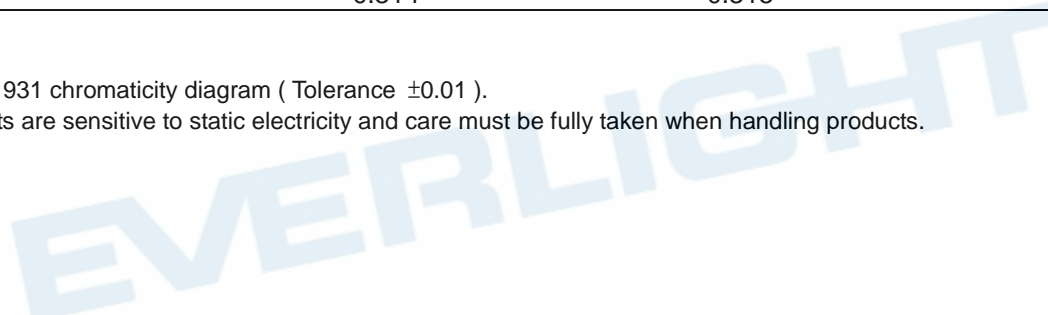 931 chromaticity diagram ( Tolerance ±0.01 ).
ts are sensitive to static electricity and care must be fully taken when handling products.
EVERLIGHT